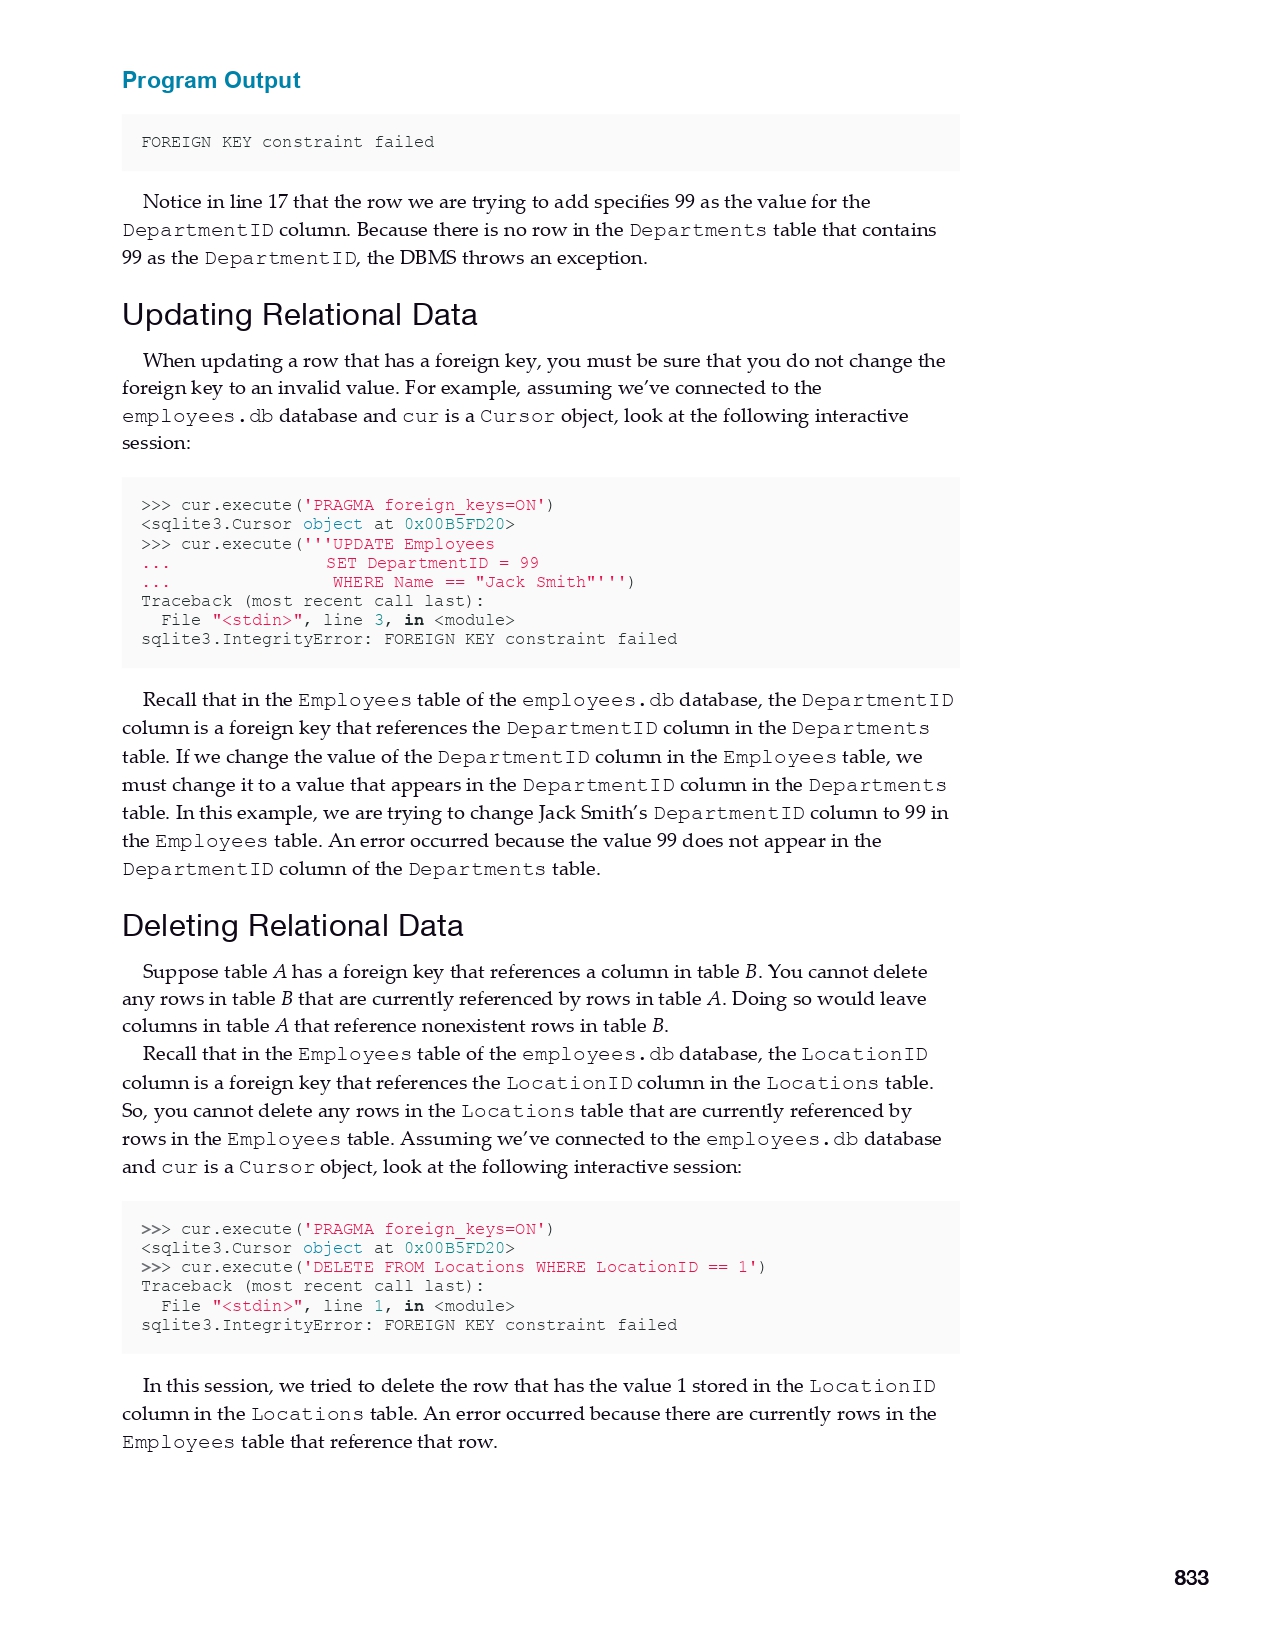 Program Output
FOREIGN KEY constraint failed
Notice in line 17 that the row we are trying to add specifies 99 as the value for the
DepartmentID column. Because there is no row in the Departments table that contains
99 as the DepartmentID, the DBMS throws an exception.
Updating Relational Data
When updating a row that has a foreign key, you must be sure that you do not change the
foreign key to an invalid value. For example, assuming we’ve connected to the
employees.db database and cur is a Cursor object, look at the following interactive
session:
>>> cur.execute('PRAGMA foreign_keys=ON')
<sqlite3.Cursor object at 0x00B5FD20>
>>> cur.execute('''UPDATE Employees
...                SET DepartmentID = 99
...                WHERE Name == "Jack Smith"''')
Traceback (most recent call last):
  File "<stdin>", line 3, in <module>
sqlite3.IntegrityError: FOREIGN KEY constraint failed
Recall that in the Employees table of the employees.db database, the DepartmentID
column is a foreign key that references the DepartmentID column in the Departments
table. If we change the value of the DepartmentID column in the Employees table, we
must change it to a value that appears in the DepartmentID column in the Departments
table. In this example, we are trying to change Jack Smith’s DepartmentID column to 99 in
the Employees table. An error occurred because the value 99 does not appear in the
DepartmentID column of the Departments table.
Deleting Relational Data
Suppose table A has a foreign key that references a column in table B. You cannot delete
any rows in table B that are currently referenced by rows in table A. Doing so would leave
columns in table A that reference nonexistent rows in table B.
Recall that in the Employees table of the employees.db database, the LocationID
column is a foreign key that references the LocationID column in the Locations table.
So, you cannot delete any rows in the Locations table that are currently referenced by
rows in the Employees table. Assuming we’ve connected to the employees.db database
and cur is a Cursor object, look at the following interactive session:
>>> cur.execute('PRAGMA foreign_keys=ON')
<sqlite3.Cursor object at 0x00B5FD20>
>>> cur.execute('DELETE FROM Locations WHERE LocationID == 1')
Traceback (most recent call last):
  File "<stdin>", line 1, in <module>
sqlite3.IntegrityError: FOREIGN KEY constraint failed
In this session, we tried to delete the row that has the value 1 stored in the LocationID
column in the Locations table. An error occurred because there are currently rows in the
Employees table that reference that row.
833